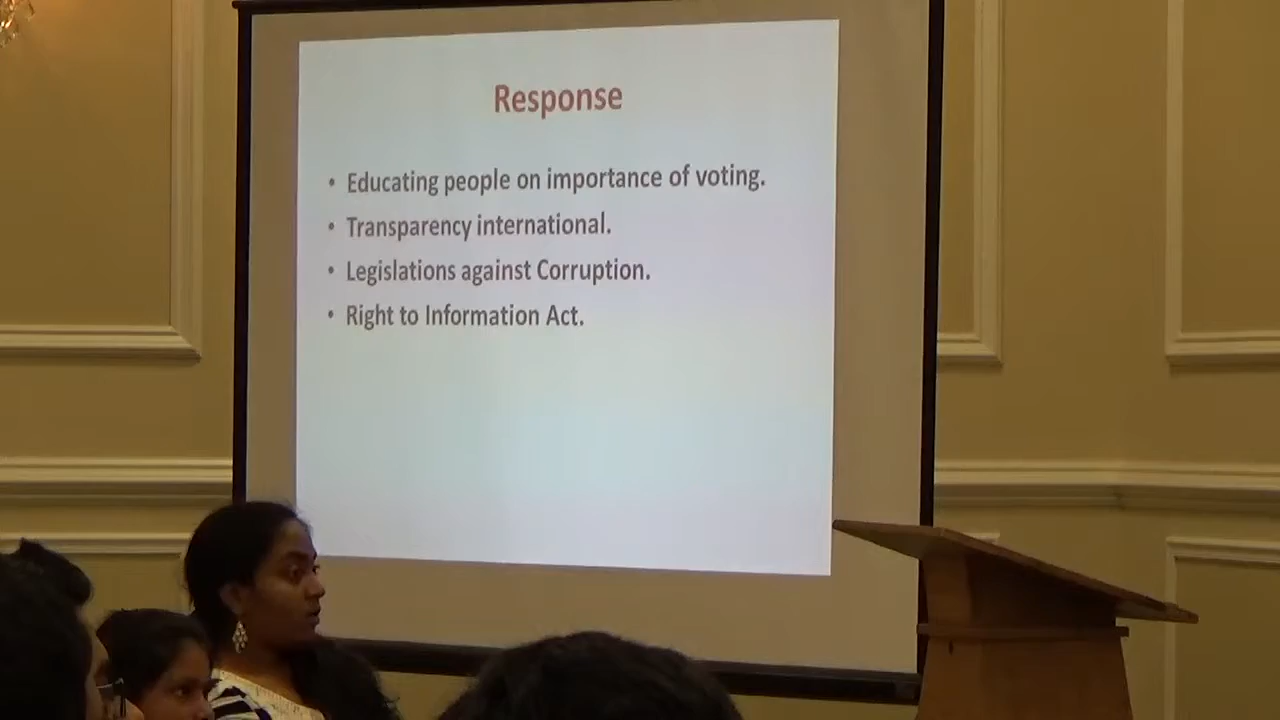 Response
• Educating people on importance of voting.
• Transparency international.
• Legislations against Corruption.
• Right to Information Act.